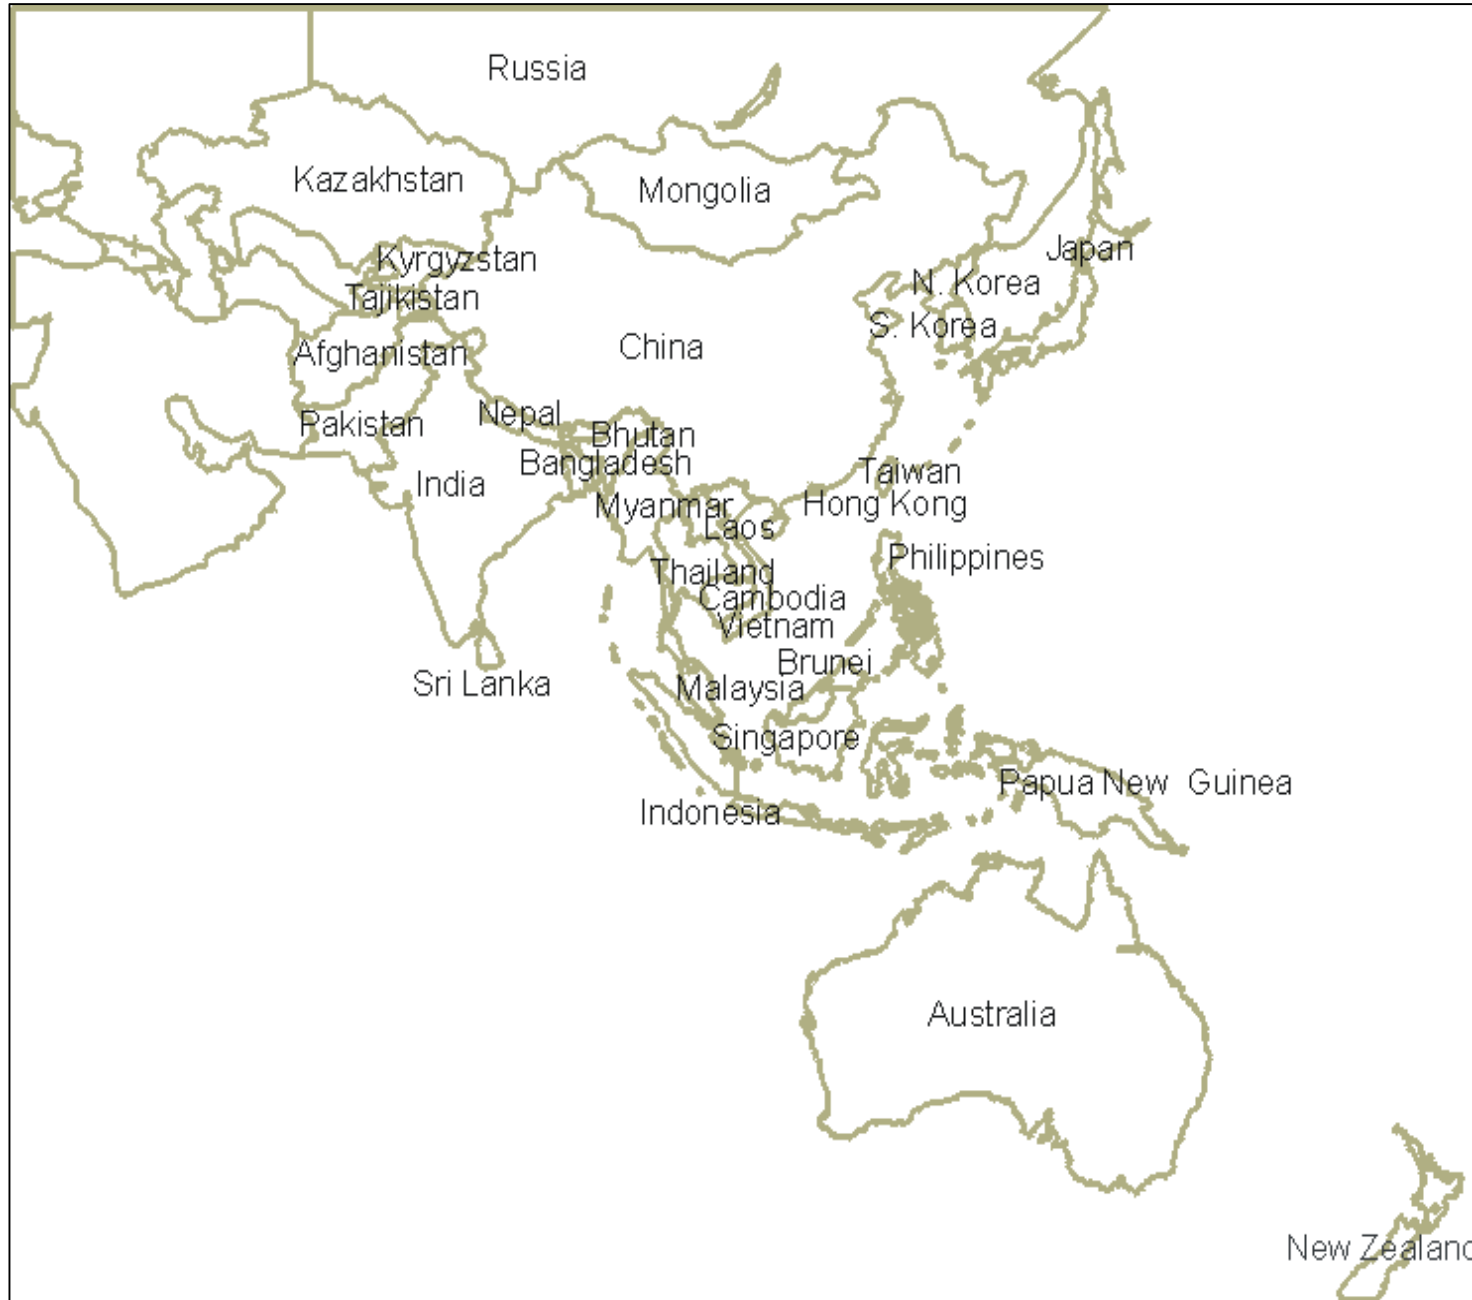 Russia
Kazakhstan
Mongolia
Japan
Kyrgyzstan
N. Korea
Tajikistan
S. Korea
China
Afghanistan
Nepal
Pakistan
Bhutan
Bangladesh
Taiwan
India
Hong Kong
Myanmar
Laos
Philippines
Thailand
Cambodia
Vietnam
Brunei
Sri Lanka
Malaysia
Singapore
Papua New  Guinea
Indonesia
Australia
New Zealand